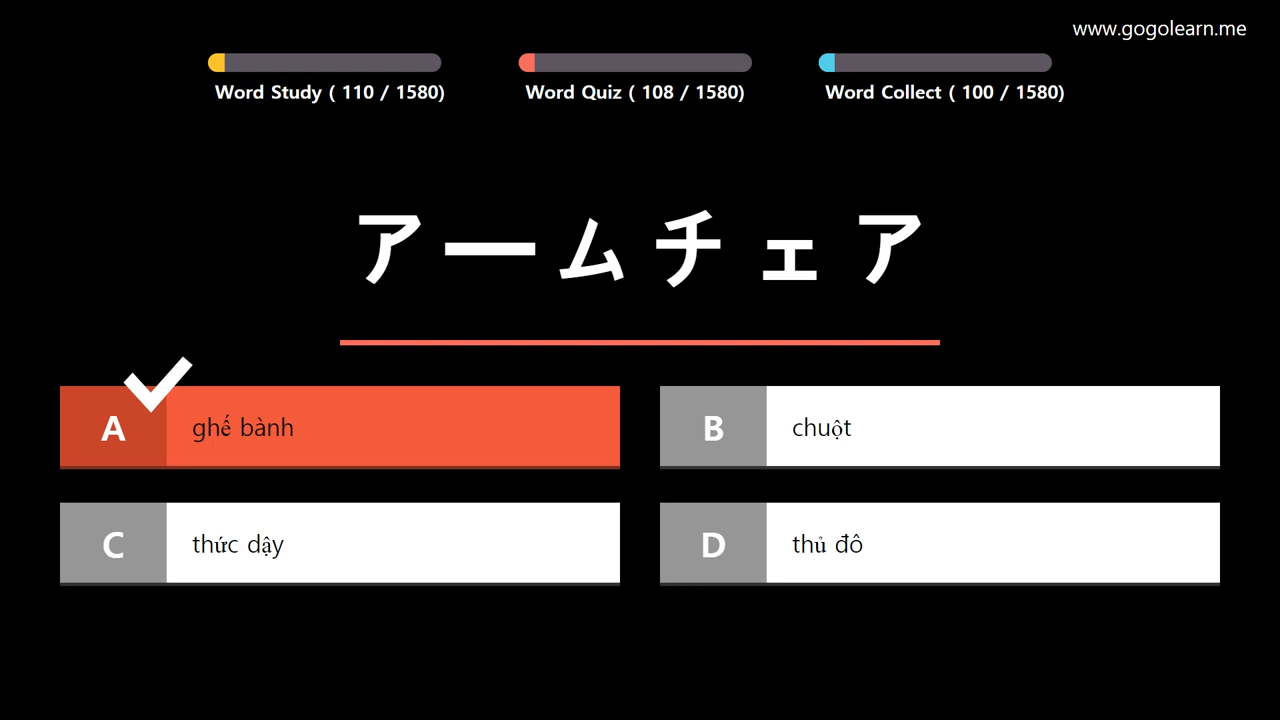 www.gogolearn.me
Word Study ( 110 / 1580)
Word Quiz ( 108 / 1580)
Word Collect ( 100 / 1580)
アームチェア
A ghế bành
B chuột
C thức dậy
D thủ đô